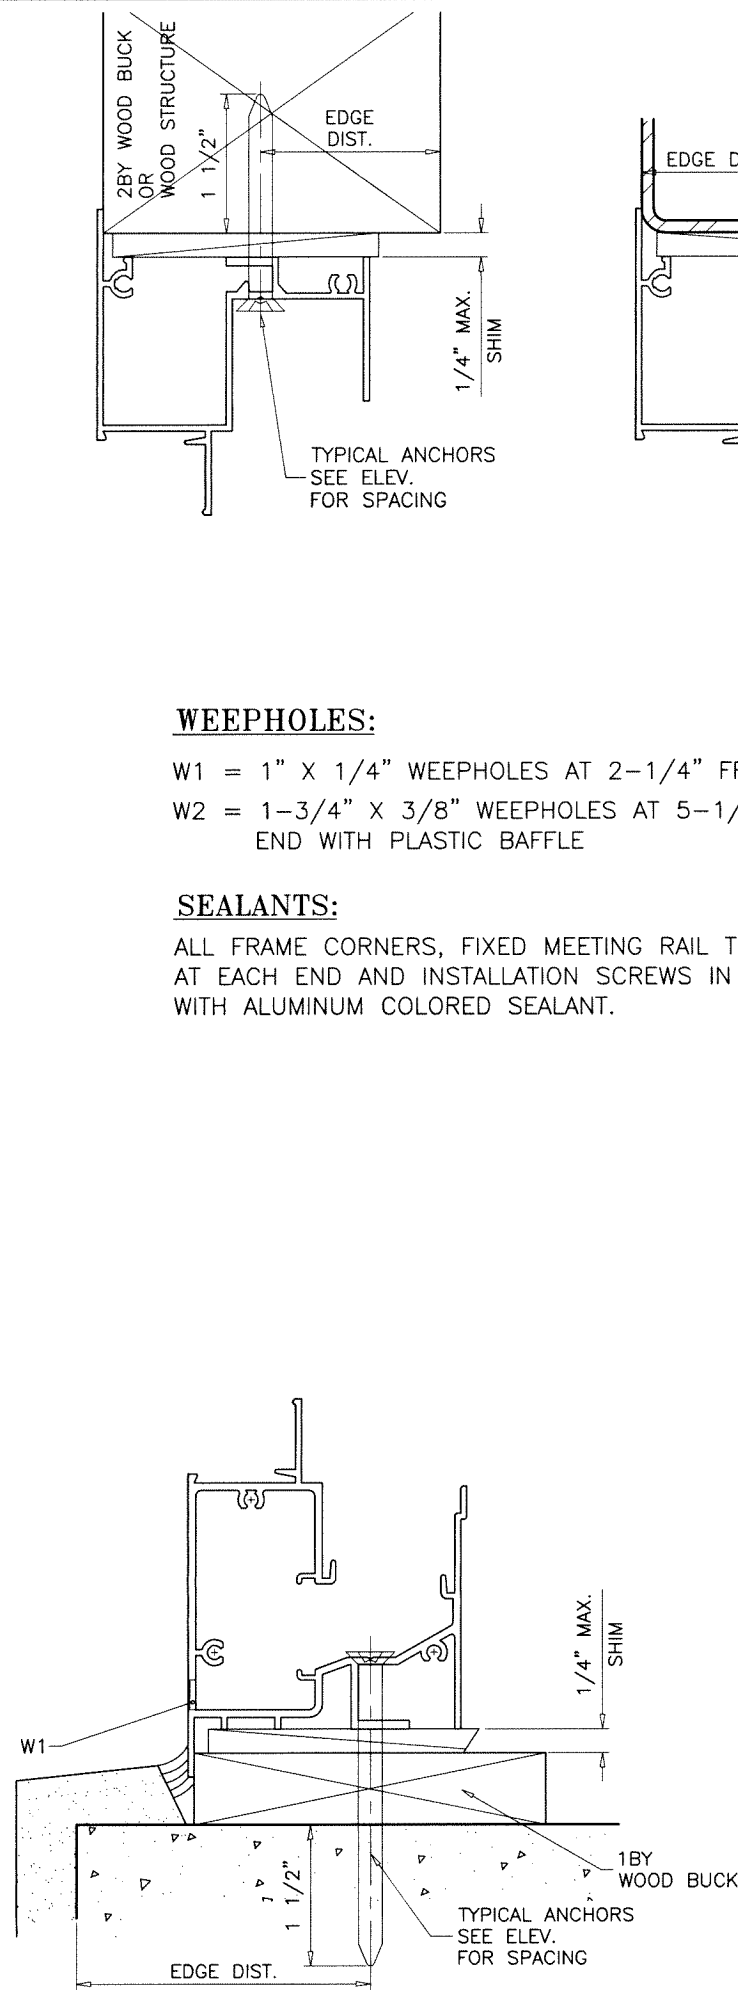 2BY WOOD BUCK
OR
WOOD STRUCTURE
1 1/2"
EDGE
DIST.
EDGE D
1/4" MAX.
SHIM
TYPICAL ANCHORS
SEE ELEV.
FOR SPACING
WEEPHOLES:
W1 = 1" X 1/4" WEEPHOLES AT 2-1/4" FR
W2 = 1-3/4" X 3/8" WEEPHOLES AT 5-1/
END WITH PLASTIC BAFFLE
SEALANTS:
ALL FRAME CORNERS, FIXED MEETING RAIL T
AT EACH END AND INSTALLATION SCREWS IN
WITH ALUMINUM COLORED SEALANT.
1/4" MAX.
SHIM
W1
1 1/2"
1BY
WOOD BUCK
TYPICAL ANCHORS
SEE ELEV.
FOR SPACING
EDGE DIST.